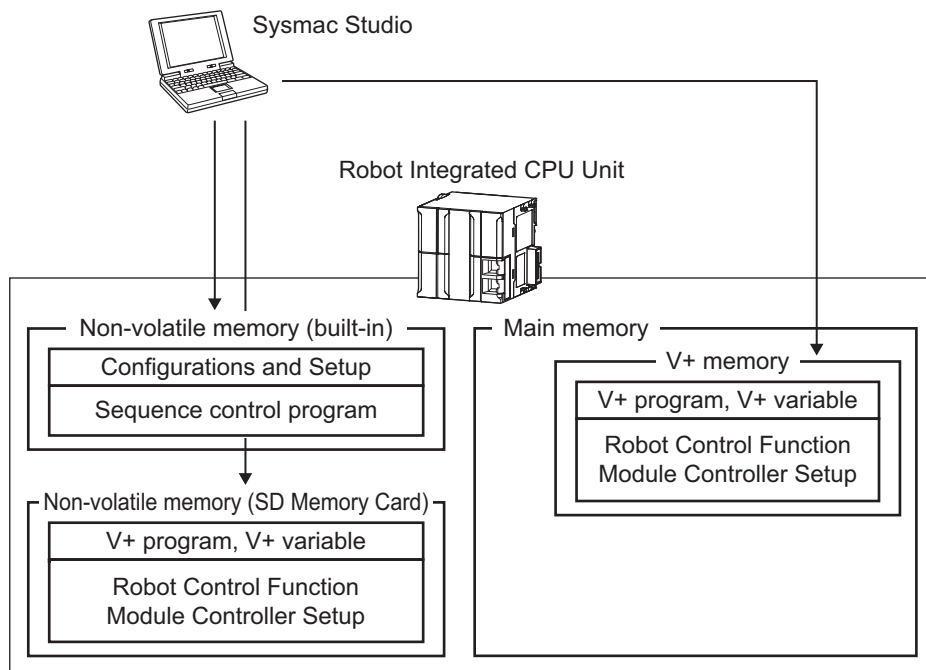 Sysmac Studio
Robot Integrated CPU Unit
Non-volatile memory (built-in)
Configurations and Setup
Sequence control program
Non-volatile memory (SD Memory Card)
V+ program, V+ variable
Robot Control Function
Module Controller Setup
Main memory
V+ memory
V+ program, V+ variable
Robot Control Function
Module Controller Setup